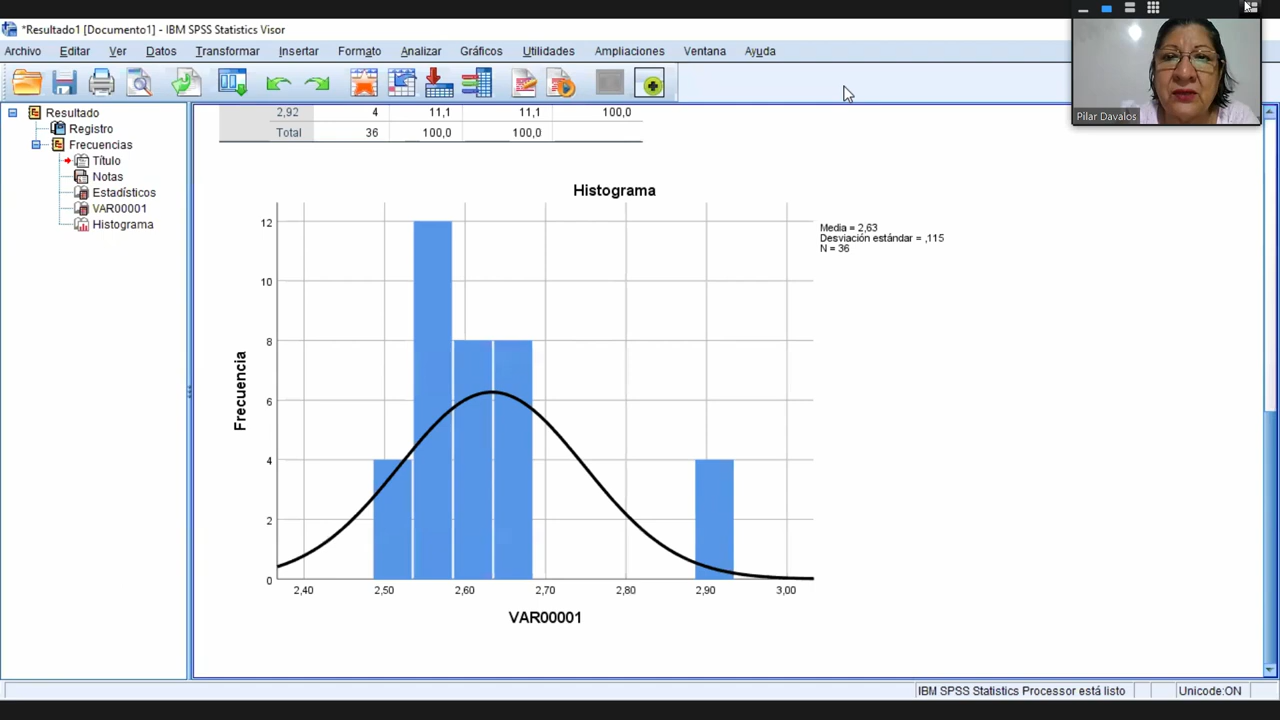 *Resultado1 [Documento1] - IBM SPSS Statistics Visor
Archivo Editar Ver Datos Transformar Insertar Formato Analizar Gráficos Utilidades Ampliaciones Ventana Ayuda
Pilar Davalos
Resultado
Registro
Frecuencias
Título
Notas
Estadísticos
VAR00001
Histograma
2,92 4 11,1 11,1 100,0
Total 36 100,0 100,0
Histograma
Media = 2,63
Desviación estándar = ,115
N = 36
12
10
8
6
4
2
0
Frecuencia
2,40 2,50 2,60 2,70 2,80 2,90 3,00
VAR00001
IBM SPSS Statistics Processor está listo Unicode:ON